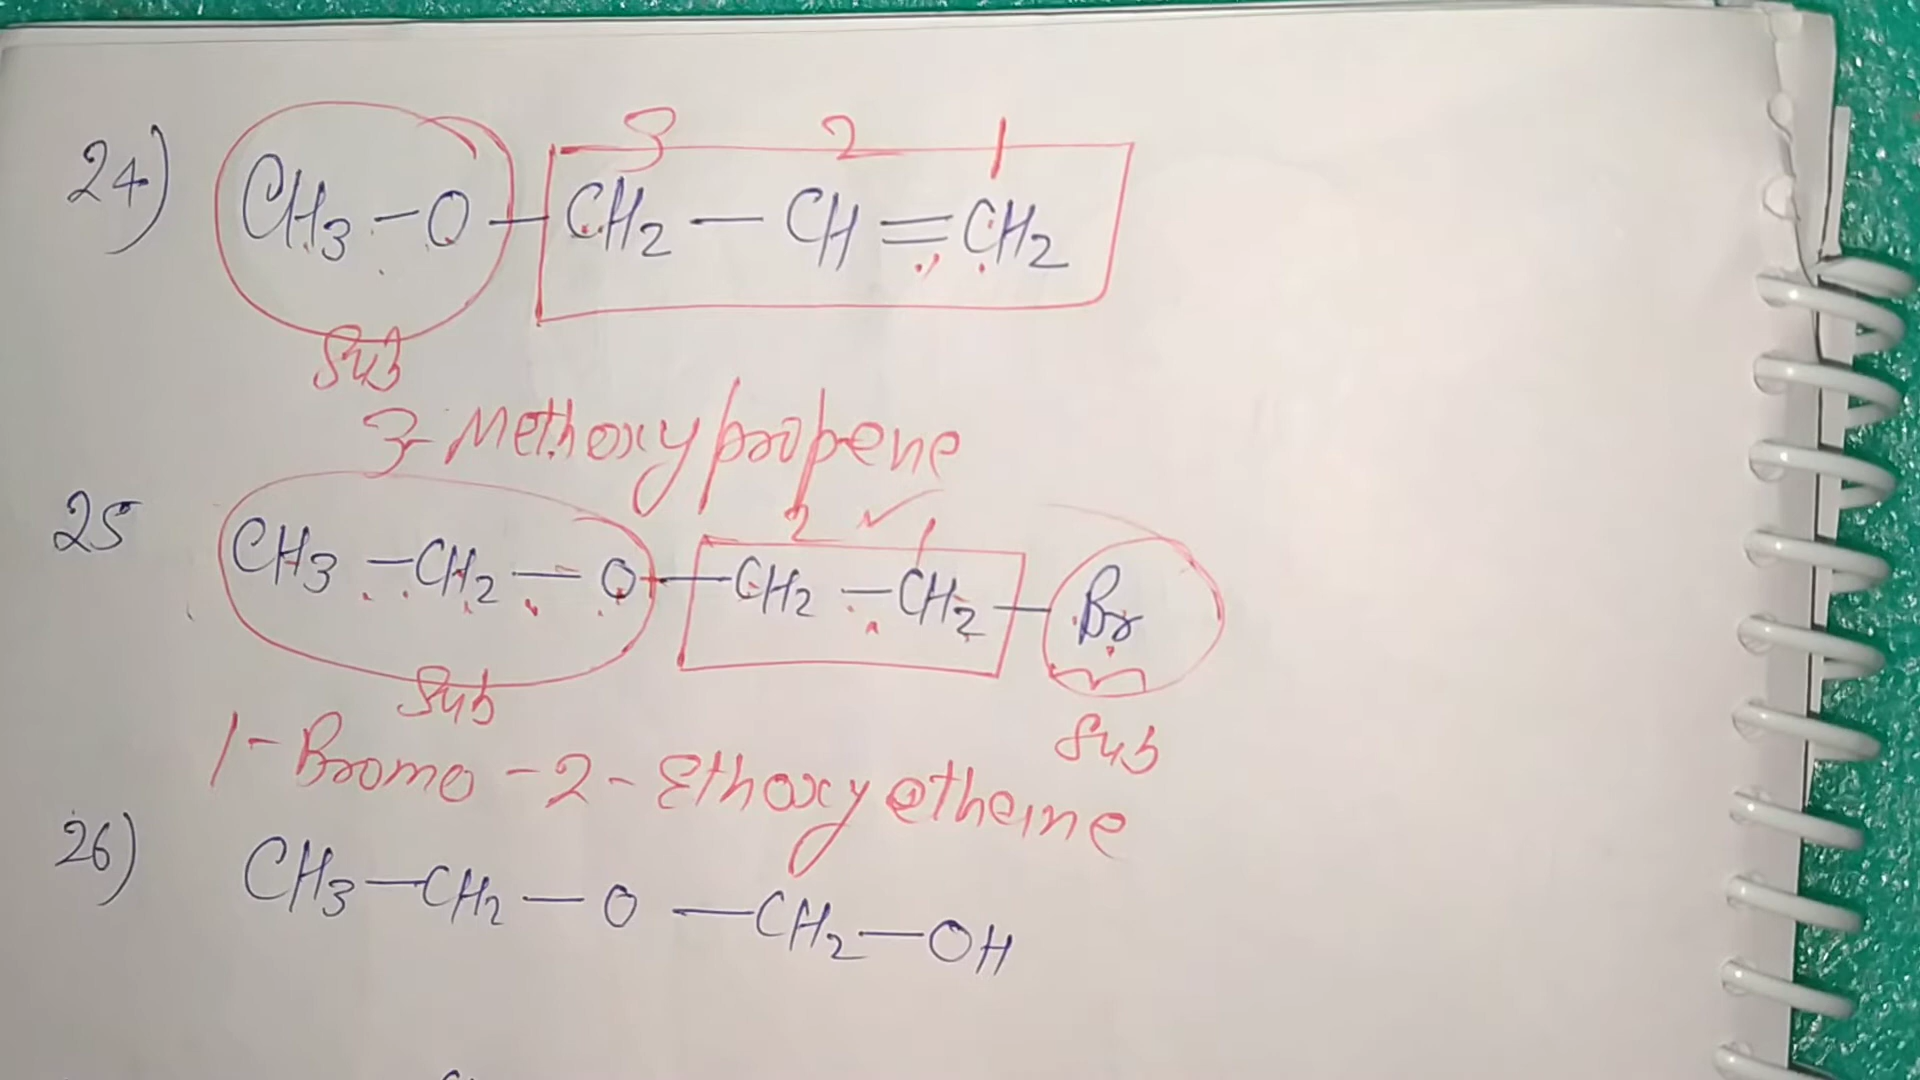 3 2 1
24) CH3-O-CH2-CH=CH2
Sub
3-Methoxypropene
2 1
25 CH3-CH2-O-CH2-CH2-Br
Sub Sub
1-Bromo-2-Ethoxyethane
26) CH3-CH2-O-CH2-OH